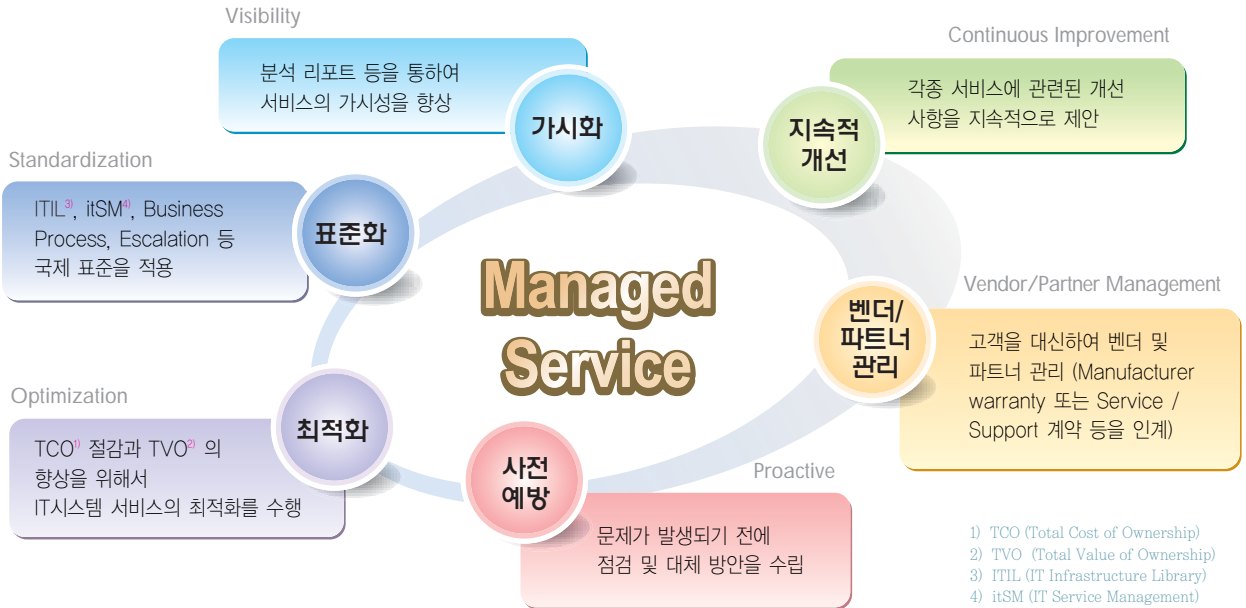 Visibility
분석 리포트 등을 통하여
서비스의 가시성을 향상
가시화
Continuous Improvement
각종 서비스에 관련된 개선
사항을 지속적으로 제안
지속적
개선
Standardization
ITIL3), itSM4), Business
Process, Escalation 등
국제 표준을 적용
표준화
Managed
Service
Vendor/Partner Management
벤더/
파트너
관리
고객을 대신하여 벤더 및
파트너 관리 (Manufacturer
warranty 또는 Service /
Support 계약 등을 인계)
Optimization
TCO1) 절감과 TVO2) 의
향상을 위해서
IT시스템 서비스의 최적화를 수행
최적화
사전
예방
Proactive
문제가 발생되기 전에
점검 및 대체 방안을 수립
1) TCO (Total Cost of Ownership)
2) TVO (Total Value of Ownership)
3) ITIL (IT Infrastructure Library)
4) itSM (IT Service Management)